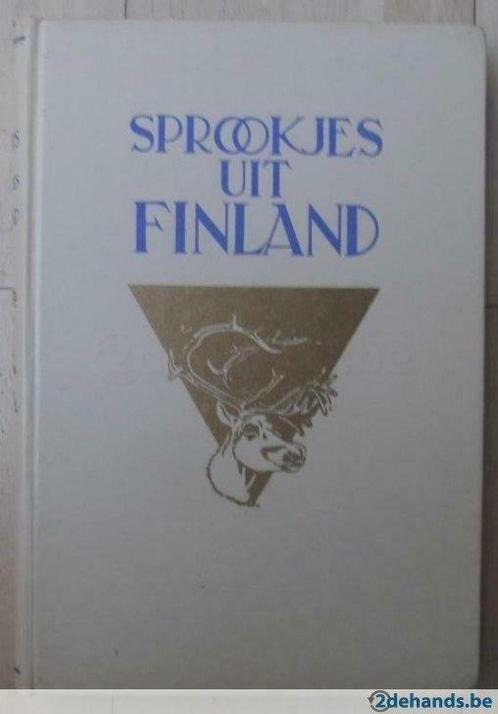 SPROOKJES
UIT
FINLAND
2dehands.be